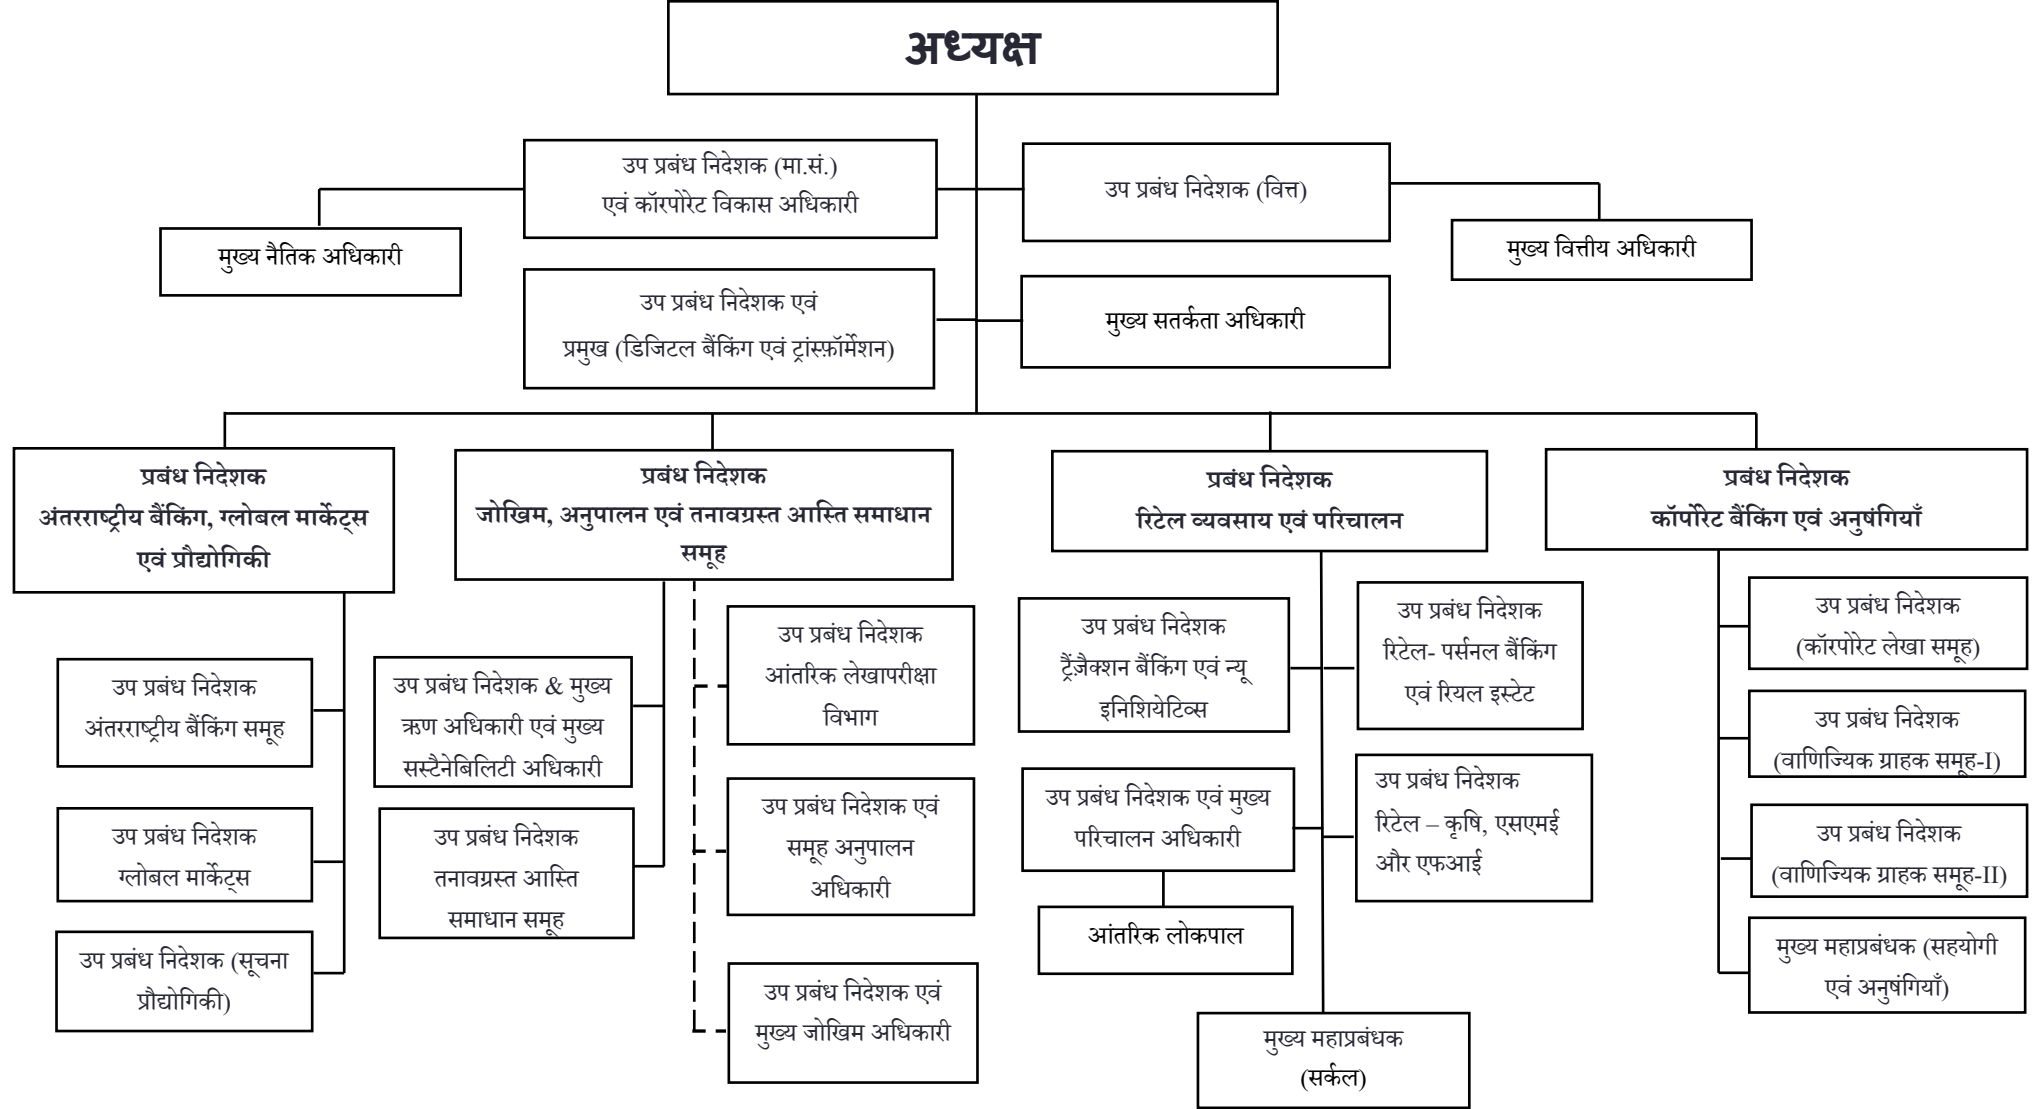 अध्यक्ष
उप प्रबंध निदेशक (मा.सं.)
एवं कॉरपोरेट विकास अधिकारी
उप प्रबंध निदेशक (वित्त)
मुख्य नैतिक अधिकारी
मुख्य वित्तीय अधिकारी
उप प्रबंध निदेशक एवं
प्रमुख (डिजिटल बैंकिंग एवं ट्रांस्फ़ॉर्मेशन)
मुख्य सतर्कता अधिकारी
प्रबंध निदेशक
अंतरराष्ट्रीय बैंकिंग, ग्लोबल मार्केट्स
एवं प्रौद्योगिकी
प्रबंध निदेशक
जोखिम, अनुपालन एवं तनावग्रस्त आस्ति समाधान
समूह
प्रबंध निदेशक
रिटेल व्यवसाय एवं परिचालन
प्रबंध निदेशक
कॉर्पोरेट बैंकिंग एवं अनुषंगियाँ
उप प्रबंध निदेशक
अंतरराष्ट्रीय बैंकिंग समूह
उप प्रबंध निदेशक
ग्लोबल मार्केट्स
उप प्रबंध निदेशक (सूचना
प्रौद्योगिकी)
उप प्रबंध निदेशक & मुख्य
ऋण अधिकारी एवं मुख्य
सस्टैनेबिलिटी अधिकारी
उप प्रबंध निदेशक
तनावग्रस्त आस्ति
समाधान समूह
उप प्रबंध निदेशक
आंतरिक लेखापरीक्षा
विभाग
उप प्रबंध निदेशक एवं
समूह अनुपालन
अधिकारी
उप प्रबंध निदेशक एवं
मुख्य जोखिम अधिकारी
उप प्रबंध निदेशक
ट्रैंज़ैक्शन बैंकिंग एवं न्यू
इनिशियेटिव्स
उप प्रबंध निदेशक एवं मुख्य
परिचालन अधिकारी
आंतरिक लोकपाल
उप प्रबंध निदेशक
रिटेल- पर्सनल बैंकिंग
एवं रियल इस्टेट
उप प्रबंध निदेशक
रिटेल – कृषि, एसएमई
और एफआई
मुख्य महाप्रबंधक
(सर्कल)
उप प्रबंध निदेशक
(कॉरपोरेट लेखा समूह)
उप प्रबंध निदेशक
(वाणिज्यिक ग्राहक समूह-I)
उप प्रबंध निदेशक
(वाणिज्यिक ग्राहक समूह-II)
मुख्य महाप्रबंधक (सहयोगी
एवं अनुषंगियाँ)